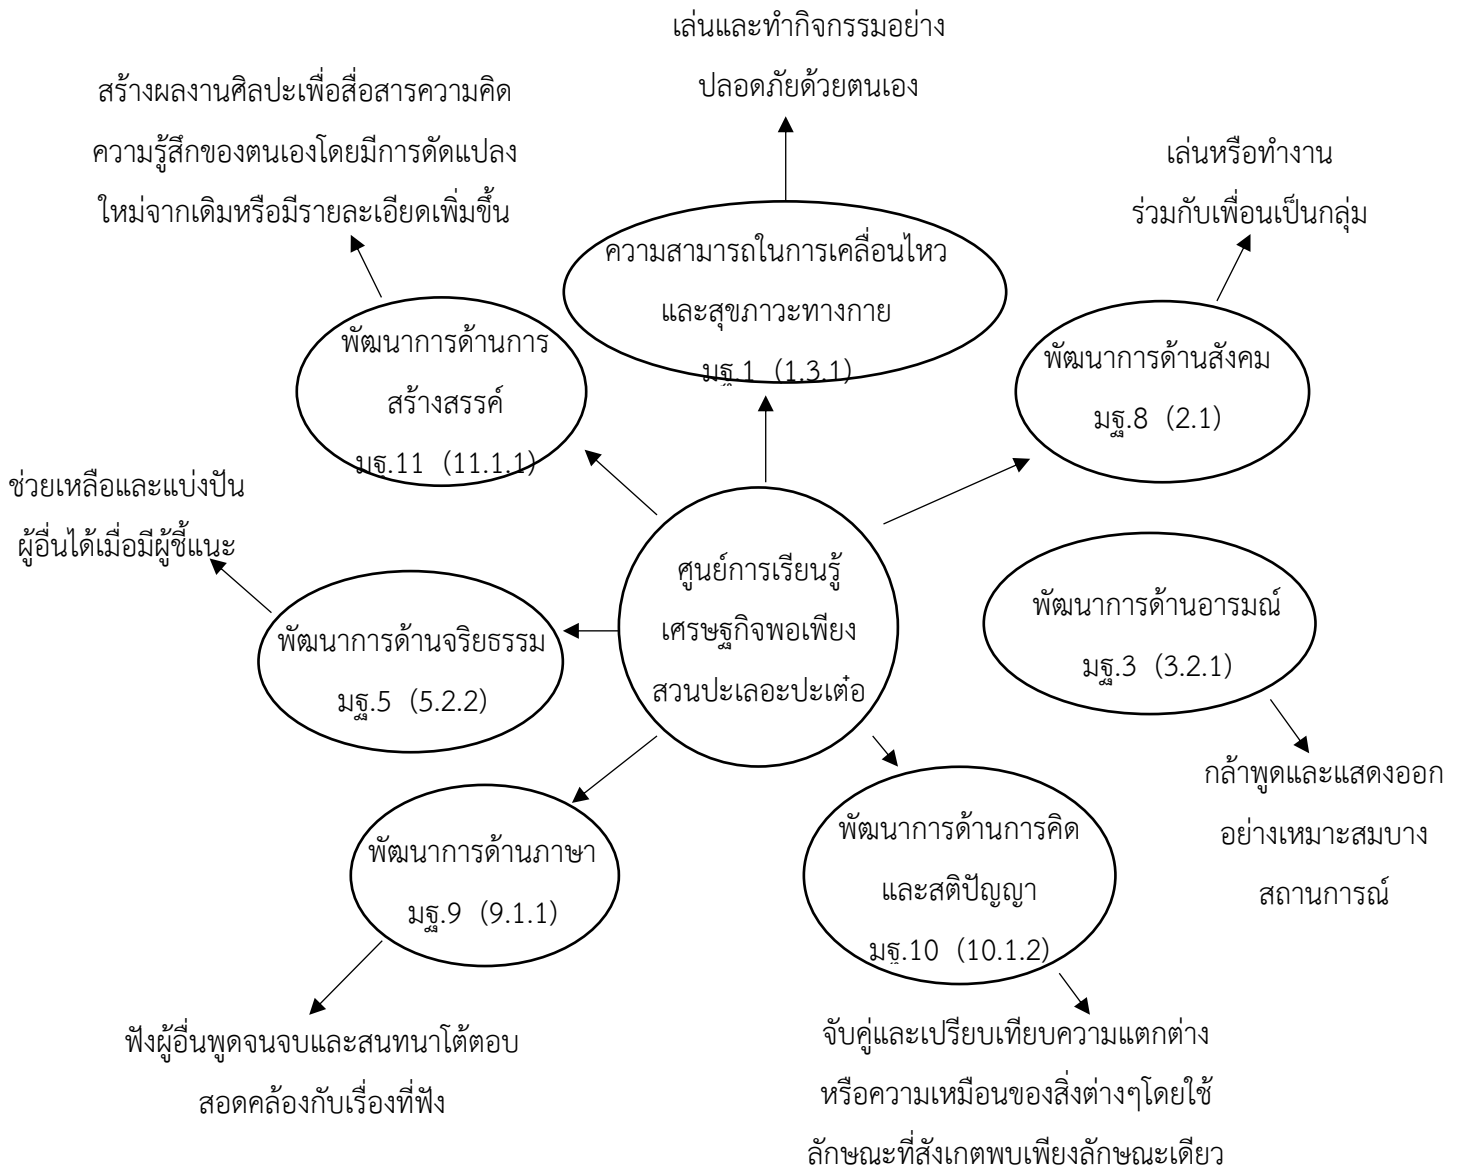 เล่นและทำกิจกรรมอย่าง
ปลอดภัยด้วยตนเอง
สร้างผลงานศิลปะเพื่อสื่อสารความคิด
ความรู้สึกของตนเองโดยมีการดัดแปลง
ใหม่จากเดิมหรือมีรายละเอียดเพิ่มขึ้น
เล่นหรือทำงาน
ร่วมกับเพื่อนเป็นกลุ่ม
ความสามารถในการเคลื่อนไหว
และสุขภาวะทางกาย
มฐ.1 (1.3.1)
พัฒนาการด้านการ
สร้างสรรค์
มฐ.11 (11.1.1)
พัฒนาการด้านสังคม
มฐ.8 (2.1)
ช่วยเหลือและแบ่งปัน
ผู้อื่นได้เมื่อมีผู้ชี้แนะ
ศูนย์การเรียนรู้
เศรษฐกิจพอเพียง
สวนปะเลอะปะเต๋อ
พัฒนาการด้านอารมณ์
มฐ.3 (3.2.1)
พัฒนาการด้านจริยธรรม
มฐ.5 (5.2.2)
กล้าพูดและแสดงออก
อย่างเหมาะสมบาง
สถานการณ์
พัฒนาการด้านภาษา
มฐ.9 (9.1.1)
พัฒนาการด้านการคิด
และสติปัญญา
มฐ.10 (10.1.2)
ฟังผู้อื่นพูดจนจบและสนทนาโต้ตอบ
สอดคล้องกับเรื่องที่ฟัง
จับคู่และเปรียบเทียบความแตกต่าง
หรือความเหมือนของสิ่งต่างๆโดยใช้
ลักษณะที่สังเกตพบเพียงลักษณะเดียว